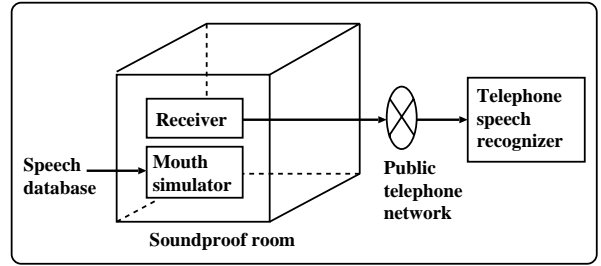 Receiver
Mouth
simulator
Speech
database
Soundproof room
Public
telephone
network
Telephone
speech
recognizer